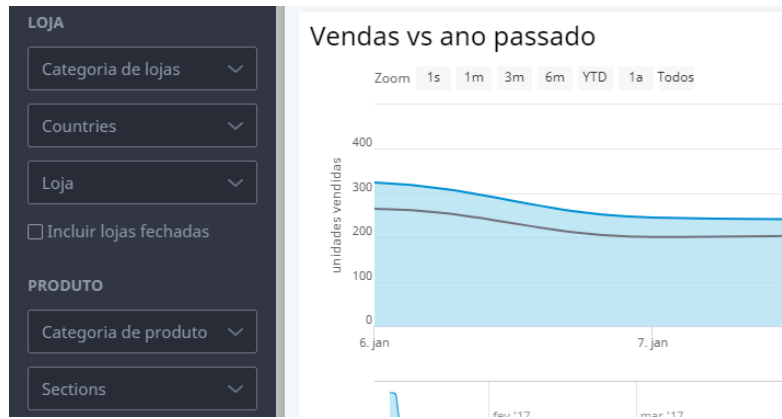 LOJA
Categoria de lojas
Countries
Loja
Incluir lojas fechadas
PRODUTO
Categoria de produto
Sections
Vendas vs ano passado
Zoom 1s 1m 3m 6m YTD 1a Todos
unidades vendidas
400
300
200
100
0
6. jan 7. jan
fev '17 mar '17